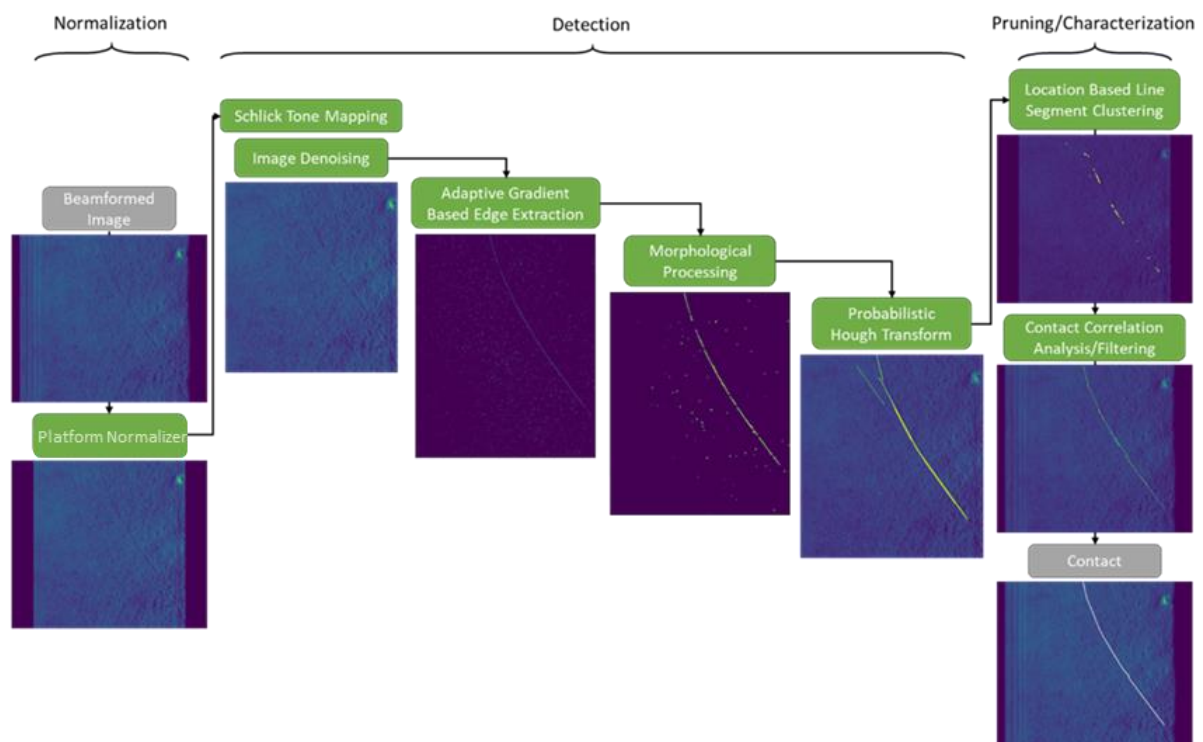 Normalization
Detection
Pruning/Characterization
Beamformed
Image
Platform Normalizer
Schlick Tone Mapping
Image Denoising
Adaptive Gradient
Based Edge Extraction
Morphological
Processing
Probabilistic
Hough Transform
Location Based Line
Segment Clustering
Contact Correlation
Analysis/Filtering
Contact